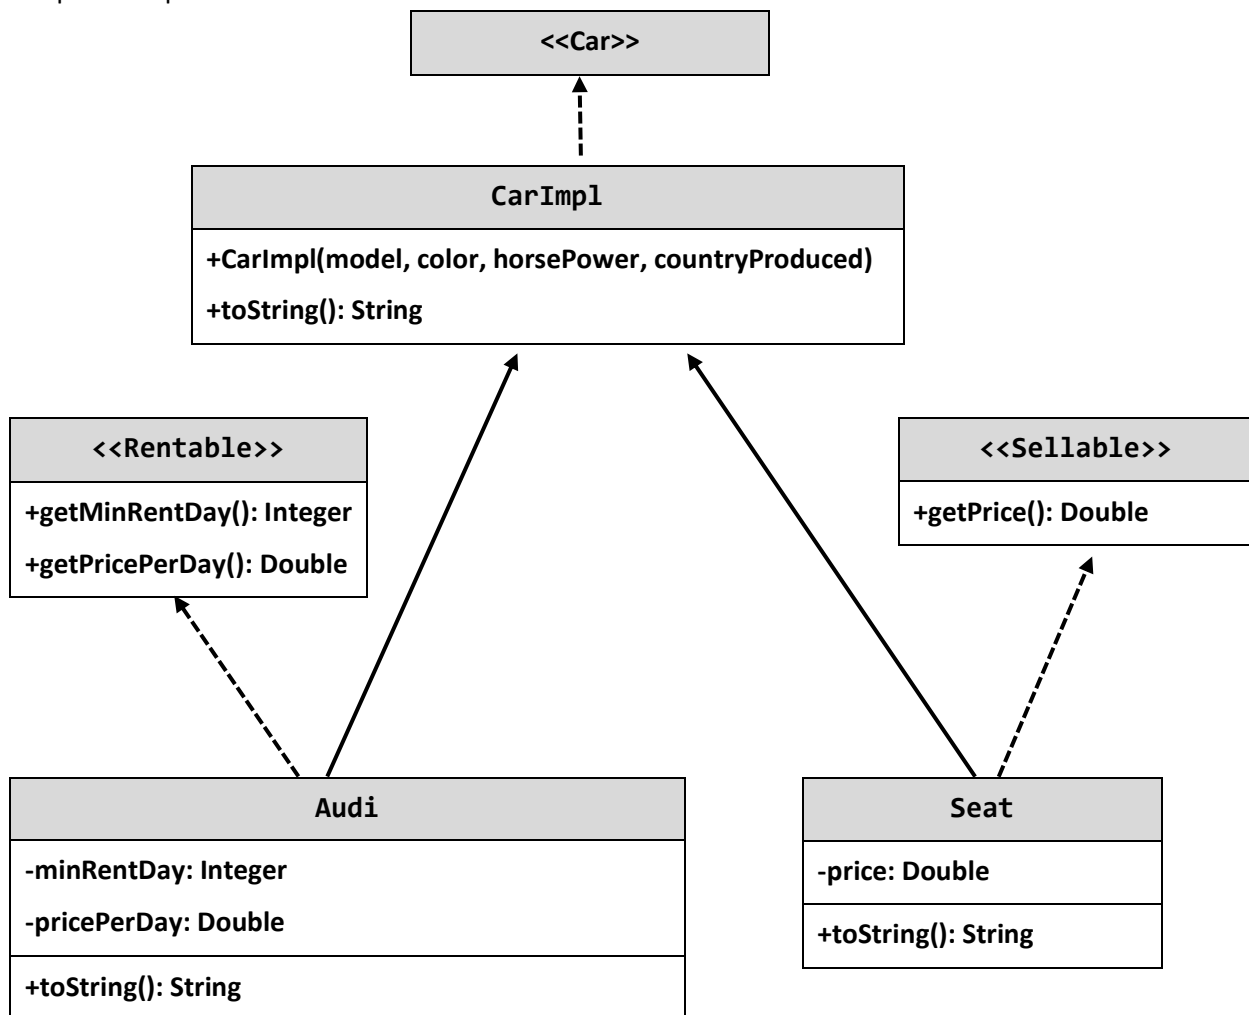 <<Car>>
CarImpl
+CarImpl(model, color, horsePower, countryProduced)
+toString(): String
<<Rentable>>
+getMinRentDay(): Integer
+getPricePerDay(): Double
<<Sellable>>
+getPrice(): Double
Audi
-minRentDay: Integer
-pricePerDay: Double
+toString(): String
Seat
-price: Double
+toString(): String